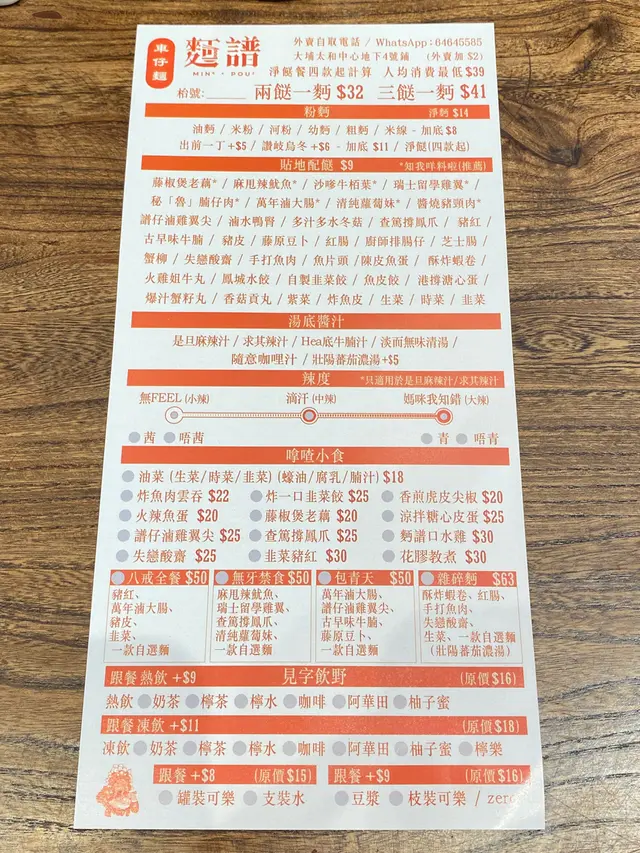 車仔麵
麵譜
MIN⁶ • POU²
外賣自取電話 / WhatsApp:64645585
大埔太和中心地下4號鋪 (外賣加 $2)
淨餸餐四款起計算 人均消費最低$39
枱號:______ 兩餸一麪 $32 三餸一麪 $41
粉麪 淨麪 $14
油麪 / 米粉 / 河粉 / 幼麪 / 粗麪 / 米線 - 加底 $8
出前一丁+$5 / 讚岐烏冬+$6 - 加底 $11 / 淨餸(四款起)
貼地配餸 $9 *知我咩料啦(推薦)
藤椒煲老藕* / 麻甩辣魷魚* / 沙嗲牛栢葉* / 瑞士留學雞翼* /
秘「魯」腩仔肉* / 萬年滷大腸* / 清純蘿蔔妹* / 醬燒豬頸肉*
譜仔滷雞翼尖 / 滷水鴨腎 / 多汁多水冬菇 / 查篤撐鳳爪 / 豬紅 /
古早味牛腩 / 豬皮 / 藤原豆卜 / 紅腸 / 廚師排腸仔 / 芝士腸 /
蟹柳 / 失戀酸齋 / 手打魚肉 / 魚片頭 /陳皮魚蛋 / 酥炸蝦卷 /
火雞姐牛丸 / 鳳城水餃 / 自製韭菜餃 / 魚皮餃 / 港撐溏心蛋 /
爆汁蟹籽丸 / 香菇貢丸 / 紫菜 / 炸魚皮 / 生菜 / 時菜 / 韭菜
湯底醬汁
是旦麻辣汁 / 求其辣汁 / Hea底牛腩汁 / 淡而無味清湯 /
隨意咖哩汁 / 壯陽蕃茄濃湯+$5
辣度 *只適用於是旦麻辣汁/求其辣汁
無FEEL (小辣) 滴汗 (中辣) 媽咪我知錯 (大辣)
茜 唔茜 青 唔青
嗱喳小食
油菜 (生菜/時菜/韭菜) (蠔油/腐乳/腩汁) $18
炸魚肉雲吞 $22 炸一口韭菜餃 $25 香煎虎皮尖椒 $20
火辣魚蛋 $20 藤椒煲老藕 $20 涼拌糖心皮蛋 $25
譜仔滷雞翼尖 $25 查篤撐鳳爪 $25 麪譜口水雞 $30
失戀酸齋 $25 韭菜豬紅 $30 花膠教煮 $30
八戒全餐 $50 無牙禁食 $50 包青天 $50 雜碎麪 $63
豬紅、 麻甩辣魷魚、 萬年滷大腸、 酥炸蝦卷、紅腸、
萬年滷大腸、 瑞士留學雞翼、 譜仔滷雞翼尖、 手打魚肉、
豬皮、 查篤撐鳳爪、 古早味牛腩、 失戀酸齋、
韭菜、 清純蘿蔔妹、 藤原豆卜、 生菜、一款自選麵
一款自選麵 一款自選麵 一款自選麵 (壯陽蕃茄濃湯)
跟餐 熱飲 +$9 見字飲野 (原價 $16)
熱飲 奶茶 檸茶 檸水 咖啡 阿華田 柚子蜜
跟餐 凍飲 +$11 (原價 $18)
凍飲 奶茶 檸茶 檸水 咖啡 阿華田 柚子蜜 檸樂
跟餐 +$8 (原價 $15) 跟餐 +$9 (原價 $16)
罐裝可樂 支裝水 豆漿 枝裝可樂 / zero